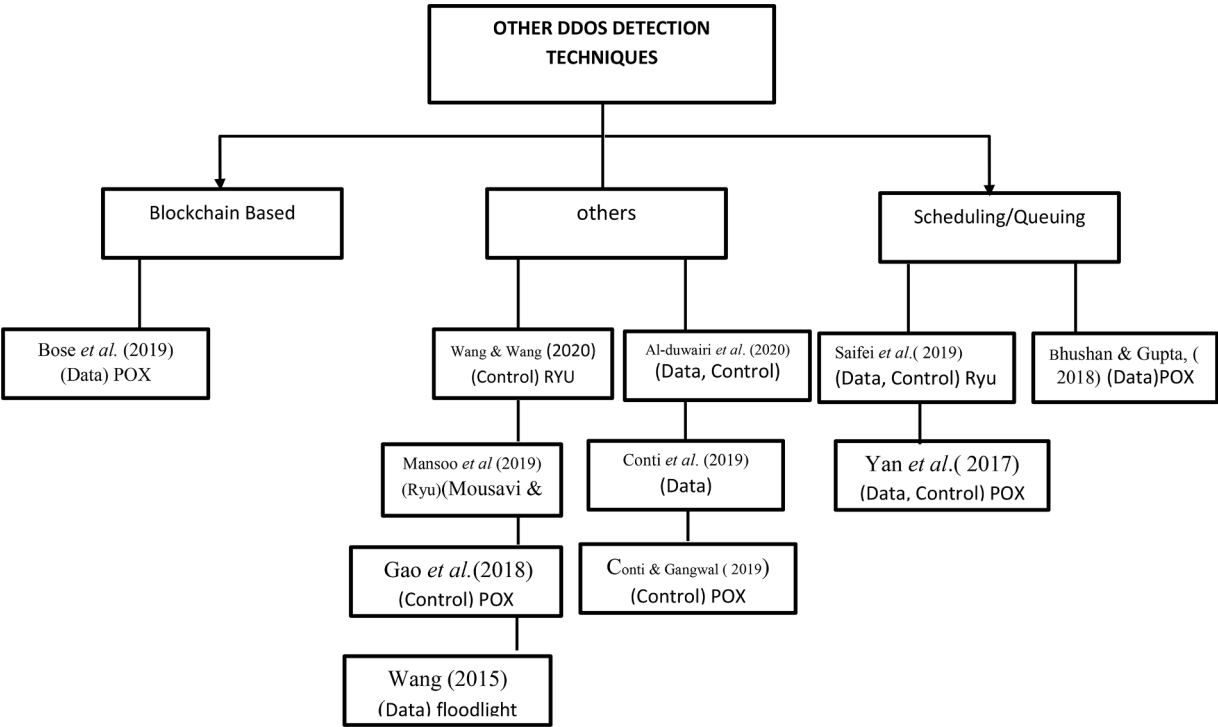 OTHER DDOS DETECTION
TECHNIQUES
Blockchain Based
others
Scheduling/Queuing
Bose et al. (2019)
(Data) POX
Wang & Wang (2020)
(Control) RYU
Al-duwairi et al. (2020)
(Data, Control)
Saifei et al.( 2019)
(Data, Control) Ryu
Bhushan & Gupta, (
2018) (Data)POX
Mansoo et al (2019)
(Ryu)(Mousavi &
Conti et al. (2019)
(Data)
Yan et al.( 2017)
(Data, Control) POX
Gao et al.(2018)
(Control) POX
Conti & Gangwal ( 2019)
(Control) POX
Wang (2015)
(Data) floodlight